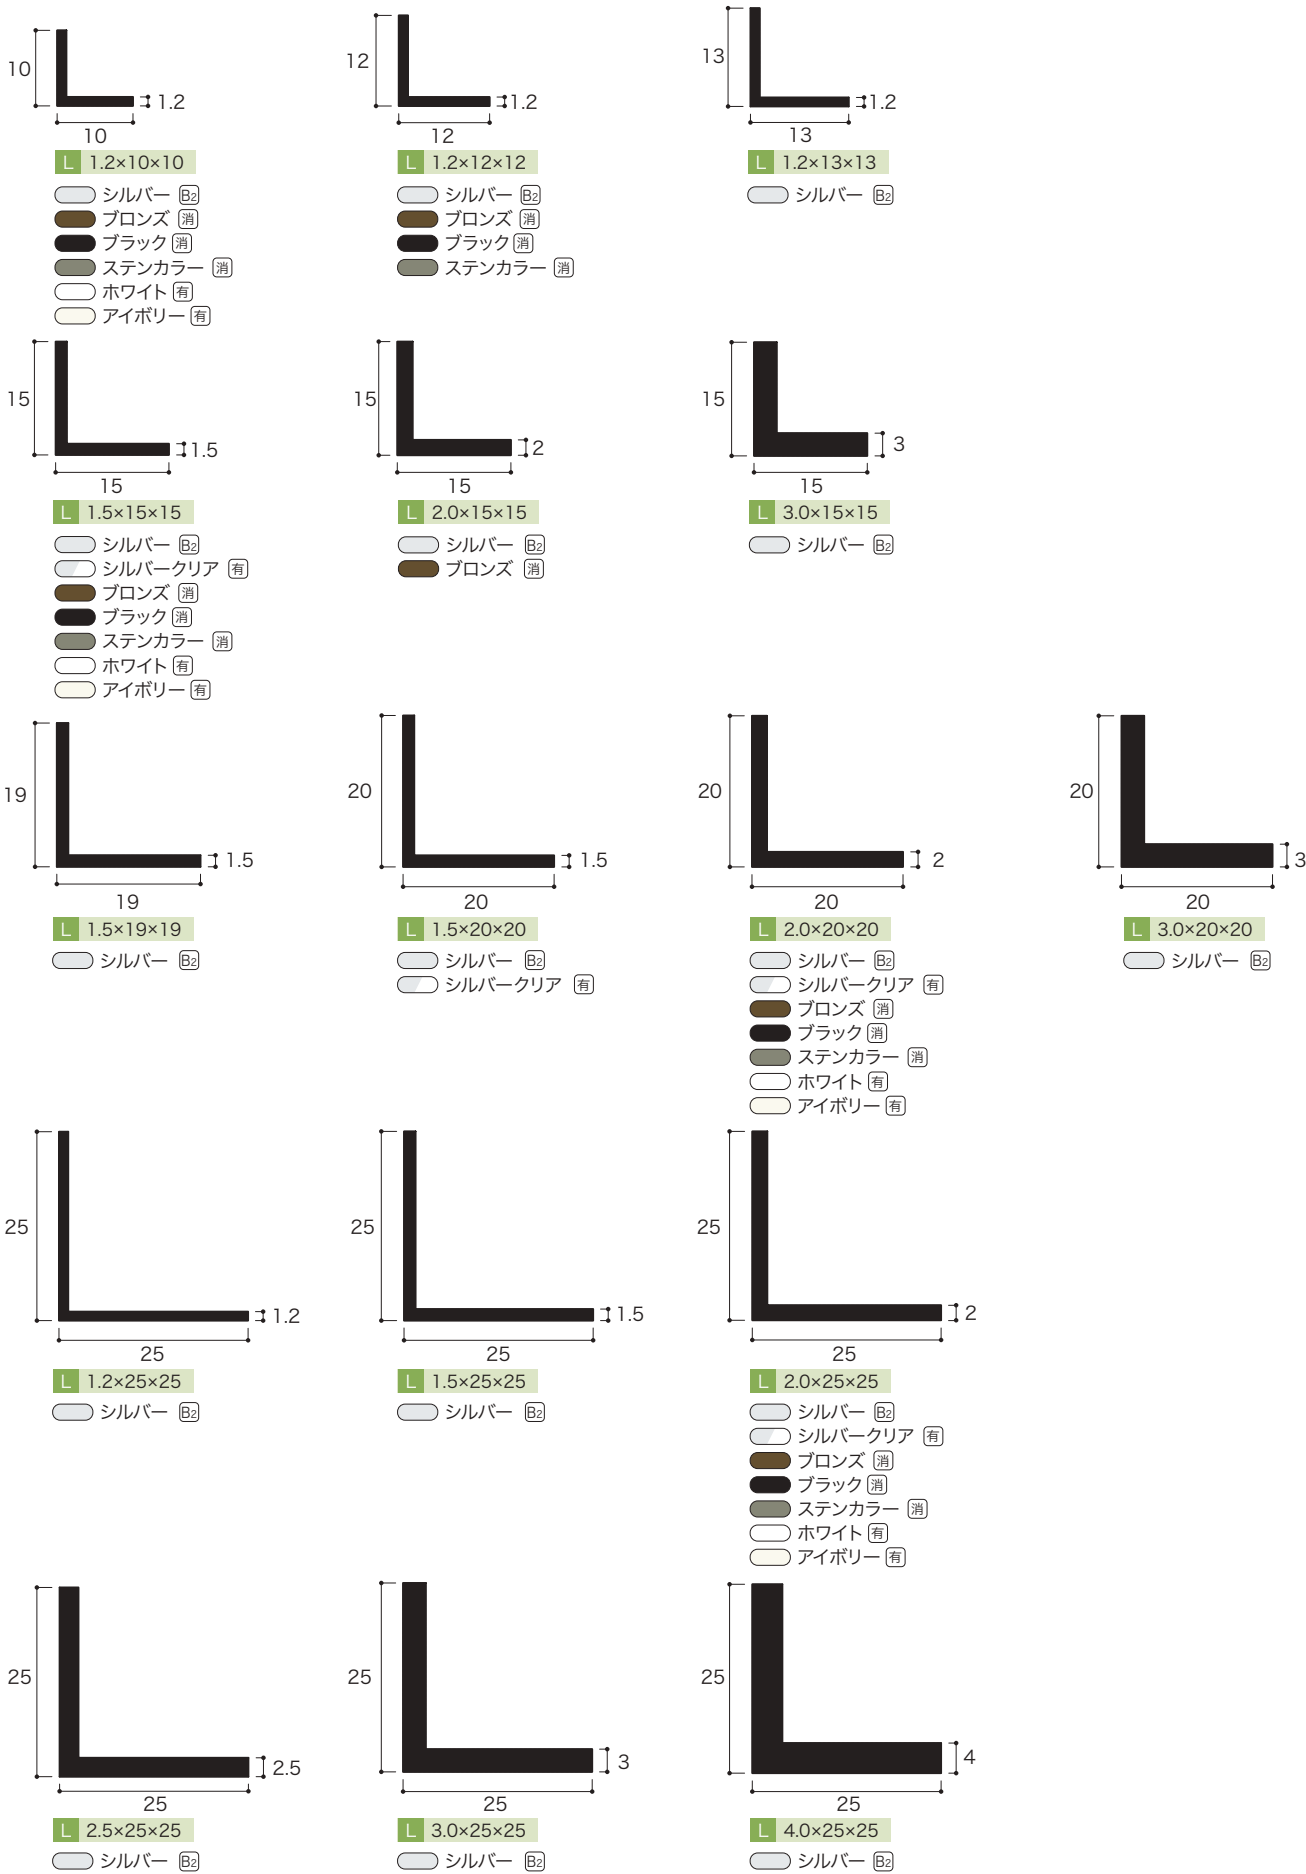 10
1.2
10
L 1.2×10×10
シルバー B2
ブロンズ 消
ブラック 消
ステンカラー 消
ホワイト 有
アイボリー 有
12
1.2
12
L 1.2×12×12
シルバー B2
ブロンズ 消
ブラック 消
ステンカラー 消
13
1.2
13
L 1.2×13×13
シルバー B2
15
1.5
15
L 1.5×15×15
シルバー B2
シルバークリア 有
ブロンズ 消
ブラック 消
ステンカラー 消
ホワイト 有
アイボリー 有
15
2
15
L 2.0×15×15
シルバー B2
ブロンズ 消
15
3
15
L 3.0×15×15
シルバー B2
19
1.5
19
L 1.5×19×19
シルバー B2
20
1.5
20
L 1.5×20×20
シルバー B2
シルバークリア 有
20
2
20
L 2.0×20×20
シルバー B2
シルバークリア 有
ブロンズ 消
ブラック 消
ステンカラー 消
ホワイト 有
アイボリー 有
20
3
20
L 3.0×20×20
シルバー B2
25
1.2
25
L 1.2×25×25
シルバー B2
25
1.5
25
L 1.5×25×25
シルバー B2
25
2
25
L 2.0×25×25
シルバー B2
シルバークリア 有
ブロンズ 消
ブラック 消
ステンカラー 消
ホワイト 有
アイボリー 有
25
2.5
25
L 2.5×25×25
シルバー B2
25
3
25
L 3.0×25×25
シルバー B2
25
4
25
L 4.0×25×25
シルバー B2